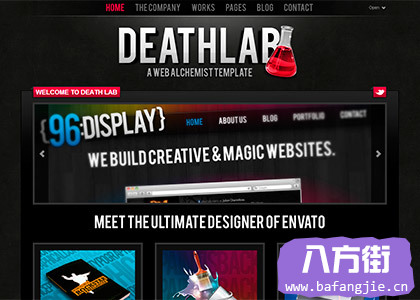 HOME THE COMPANY WORKS PAGES BLOG CONTACT Open
DEATHLAB
A WEB ALCHEMIST TEMPLATE
WELCOME TO DEATH LAB
{96:DISPLAY}
HOME ABOUT US BLOG PORTFOLIO CONTACT
WE BUILD CREATIVE & MAGIC WEBSITES.
MEET THE ULTIMATE DESIGNER OF ENVATO
八方街
www.bafangjie.cn